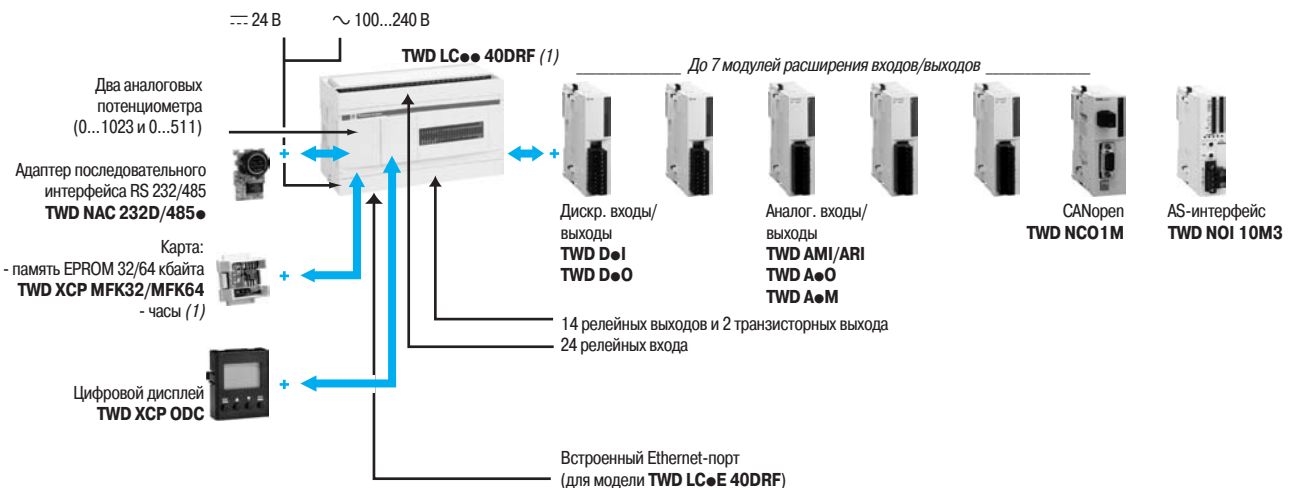 ⎓ 24 В
∼ 100...240 В
TWD LC●● 40DRF (1)
До 7 модулей расширения входов/выходов
Два аналоговых
потенциометра
(0...1023 и 0...511)
Адаптер последовательного
интерфейса RS 232/485
TWD NAC 232D/485●
Карта:
- память EPROM 32/64 кбайта
TWD XCP MFK32/MFK64
- часы (1)
Цифровой дисплей
TWD XCP ODC
Дискр. входы/
выходы
TWD D●I
TWD D●O
Аналог. входы/
выходы
TWD AMI/ARI
TWD A●O
TWD A●M
CANopen
TWD NCO1M
AS-интерфейс
TWD NOI 10M3
14 релейных выходов и 2 транзисторных выхода
24 релейных входа
Встроенный Ethernet-порт
(для модели TWD LC●E 40DRF)